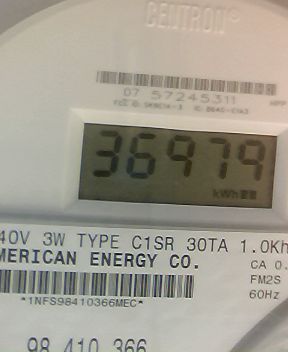 CENTRON®
07 57245311
36979
kWh
40V 3W TYPE C1SR 30TA 1.0Kh
MERICAN ENERGY CO.
CA 0.
FM2S
60Hz
*1NFS98410366MEC*
98 410 366